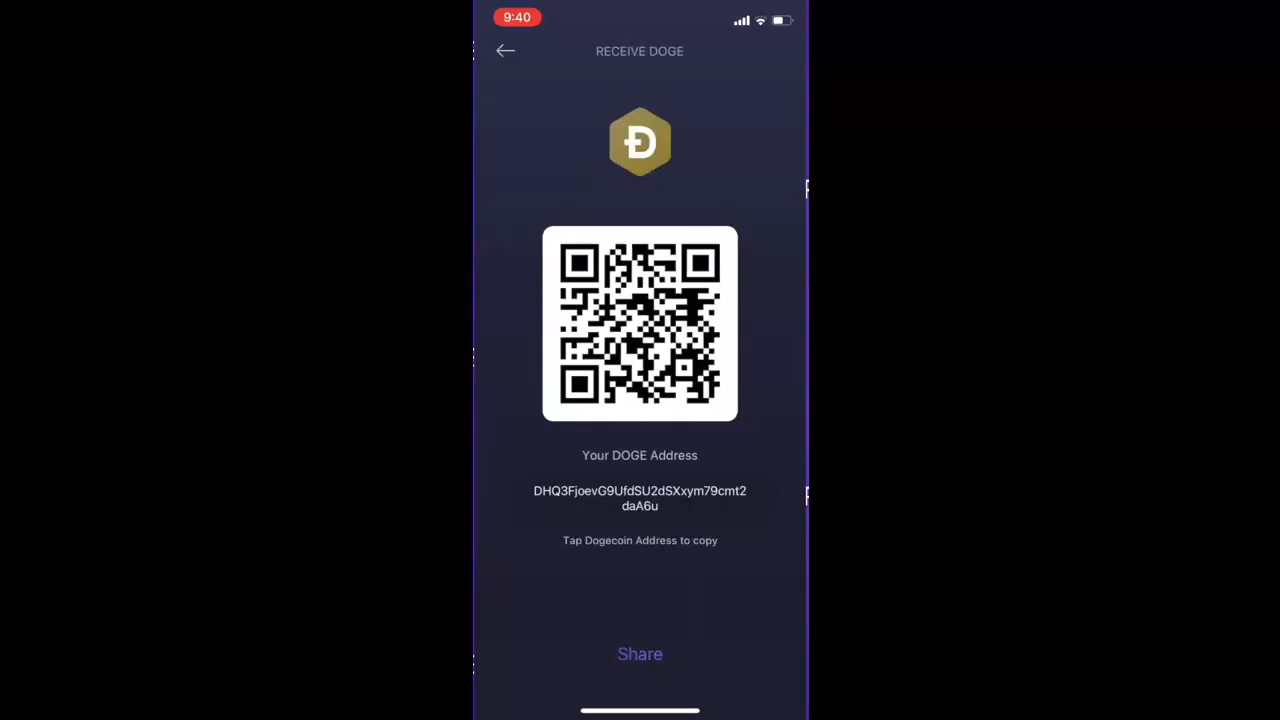 9:40
RECEIVE DOGE
Your DOGE Address
DHQ3FjoevG9UfdSU2dSXxym79cmt2
daA6u
Tap Dogecoin Address to copy
Share